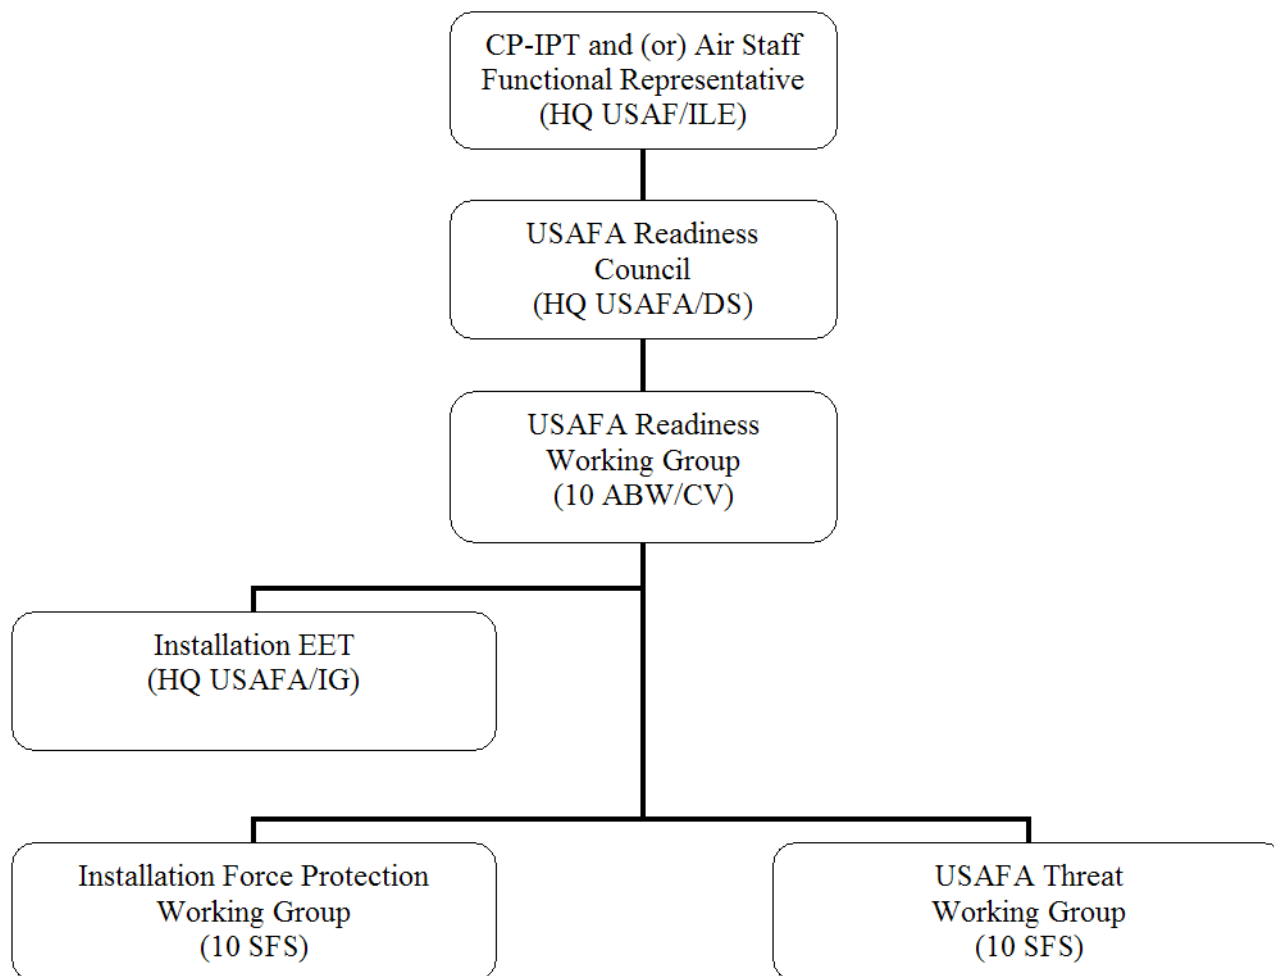 CP-IPT and (or) Air Staff
Functional Representative
(HQ USAF/ILE)
USAFA Readiness
Council
(HQ USAFA/DS)
USAFA Readiness
Working Group
(10 ABW/CV)
Installation EET
(HQ USAFA/IG)
Installation Force Protection
Working Group
(10 SFS)
USAFA Threat
Working Group
(10 SFS)